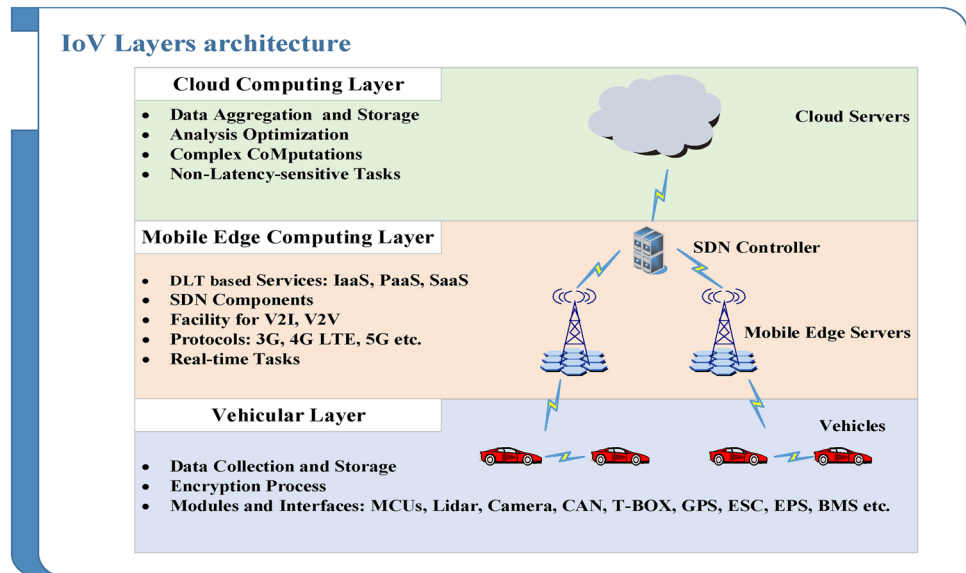 IoV Layers architecture
Cloud Computing Layer
• Data Aggregation and Storage
• Analysis Optimization
• Complex CoMputations
• Non-Latency-sensitive Tasks
Cloud Servers
Mobile Edge Computing Layer
SDN Controller
• DLT based Services: IaaS, PaaS, SaaS
• SDN Components
• Facility for V2I, V2V
• Protocols: 3G, 4G LTE, 5G etc.
• Real-time Tasks
Mobile Edge Servers
Vehicular Layer
Vehicles
• Data Collection and Storage
• Encryption Process
• Modules and Interfaces: MCUs, Lidar, Camera, CAN, T-BOX, GPS, ESC, EPS, BMS etc.